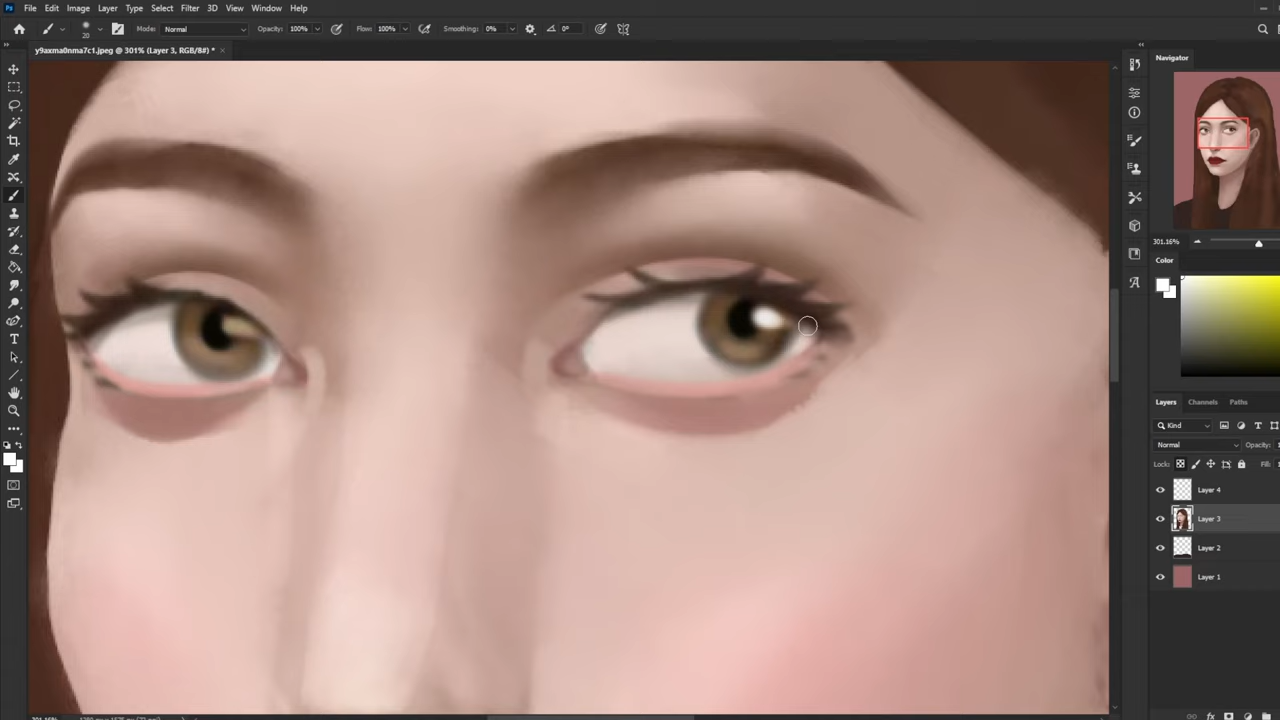 Ps File Edit Image Layer Type Select Filter 3D View Window Help
20 Mode: Normal Opacity: 100% Flow: 100% Smoothing: 0% 0°
y9axma0nma7c1.jpeg @ 301% (Layer 3, RGB/8#) *
Navigator
301.16%
Color
Layers Channels Paths
Kind
Normal Opacity:
Lock: Fill:
Layer 4
Layer 3
Layer 2
Layer 1